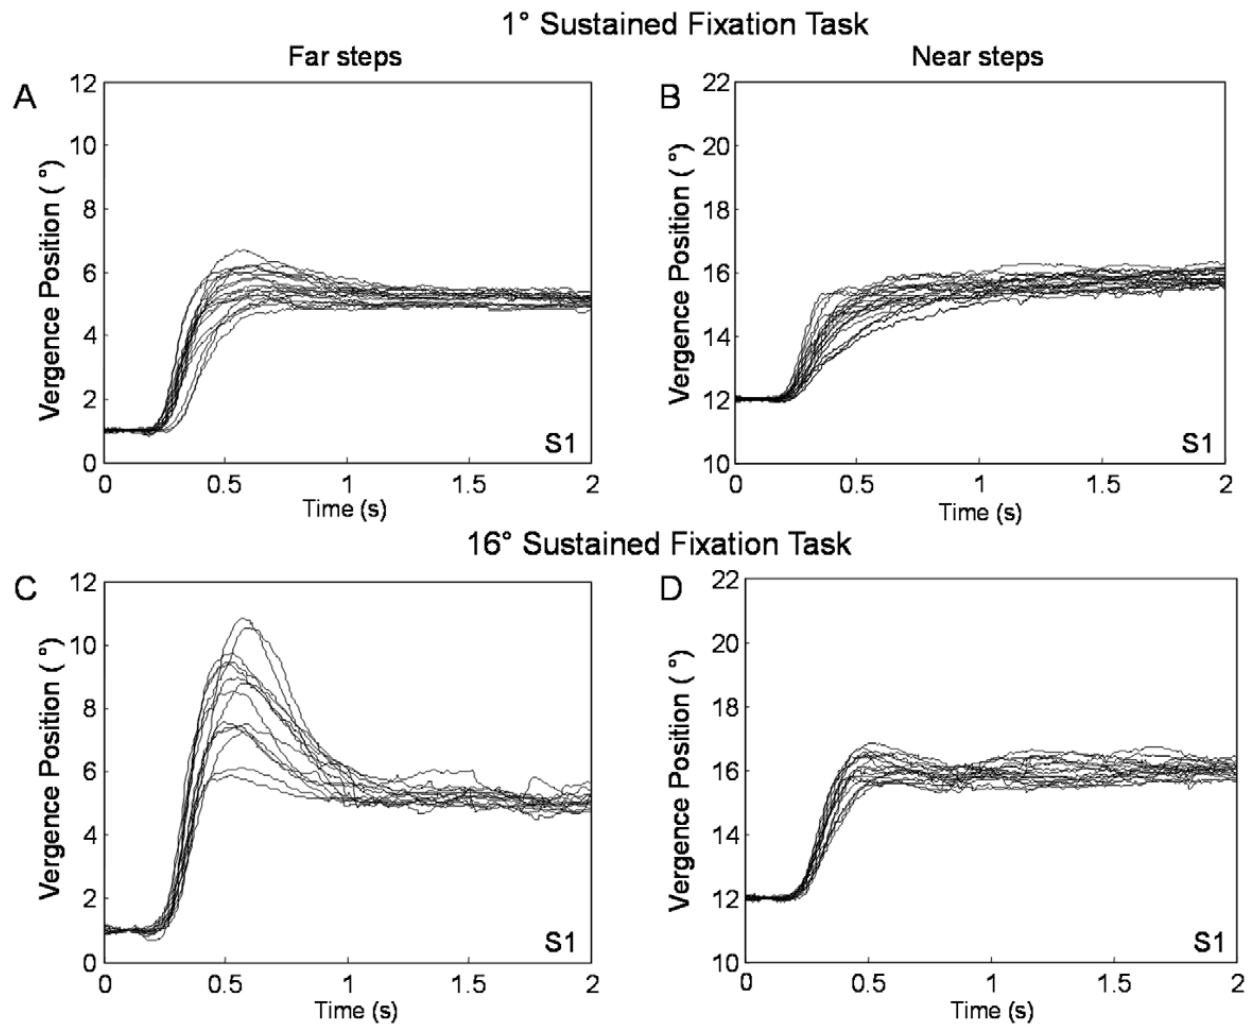 1° Sustained Fixation Task
Far steps
Near steps
A
12
10
8
6
4
2
0
Vergence Position ( °)
0
0.5
1
1.5
2
Time (s)
S1
B
22
20
18
16
14
12
10
Vergence Position ( °)
0
0.5
1
1.5
2
Time (s)
S1
16° Sustained Fixation Task
C
12
10
8
6
4
2
0
Vergence Position ( °)
0
0.5
1
1.5
2
Time (s)
S1
D
22
20
18
16
14
12
10
Vergence Position ( °)
0
0.5
1
1.5
2
Time (s)
S1